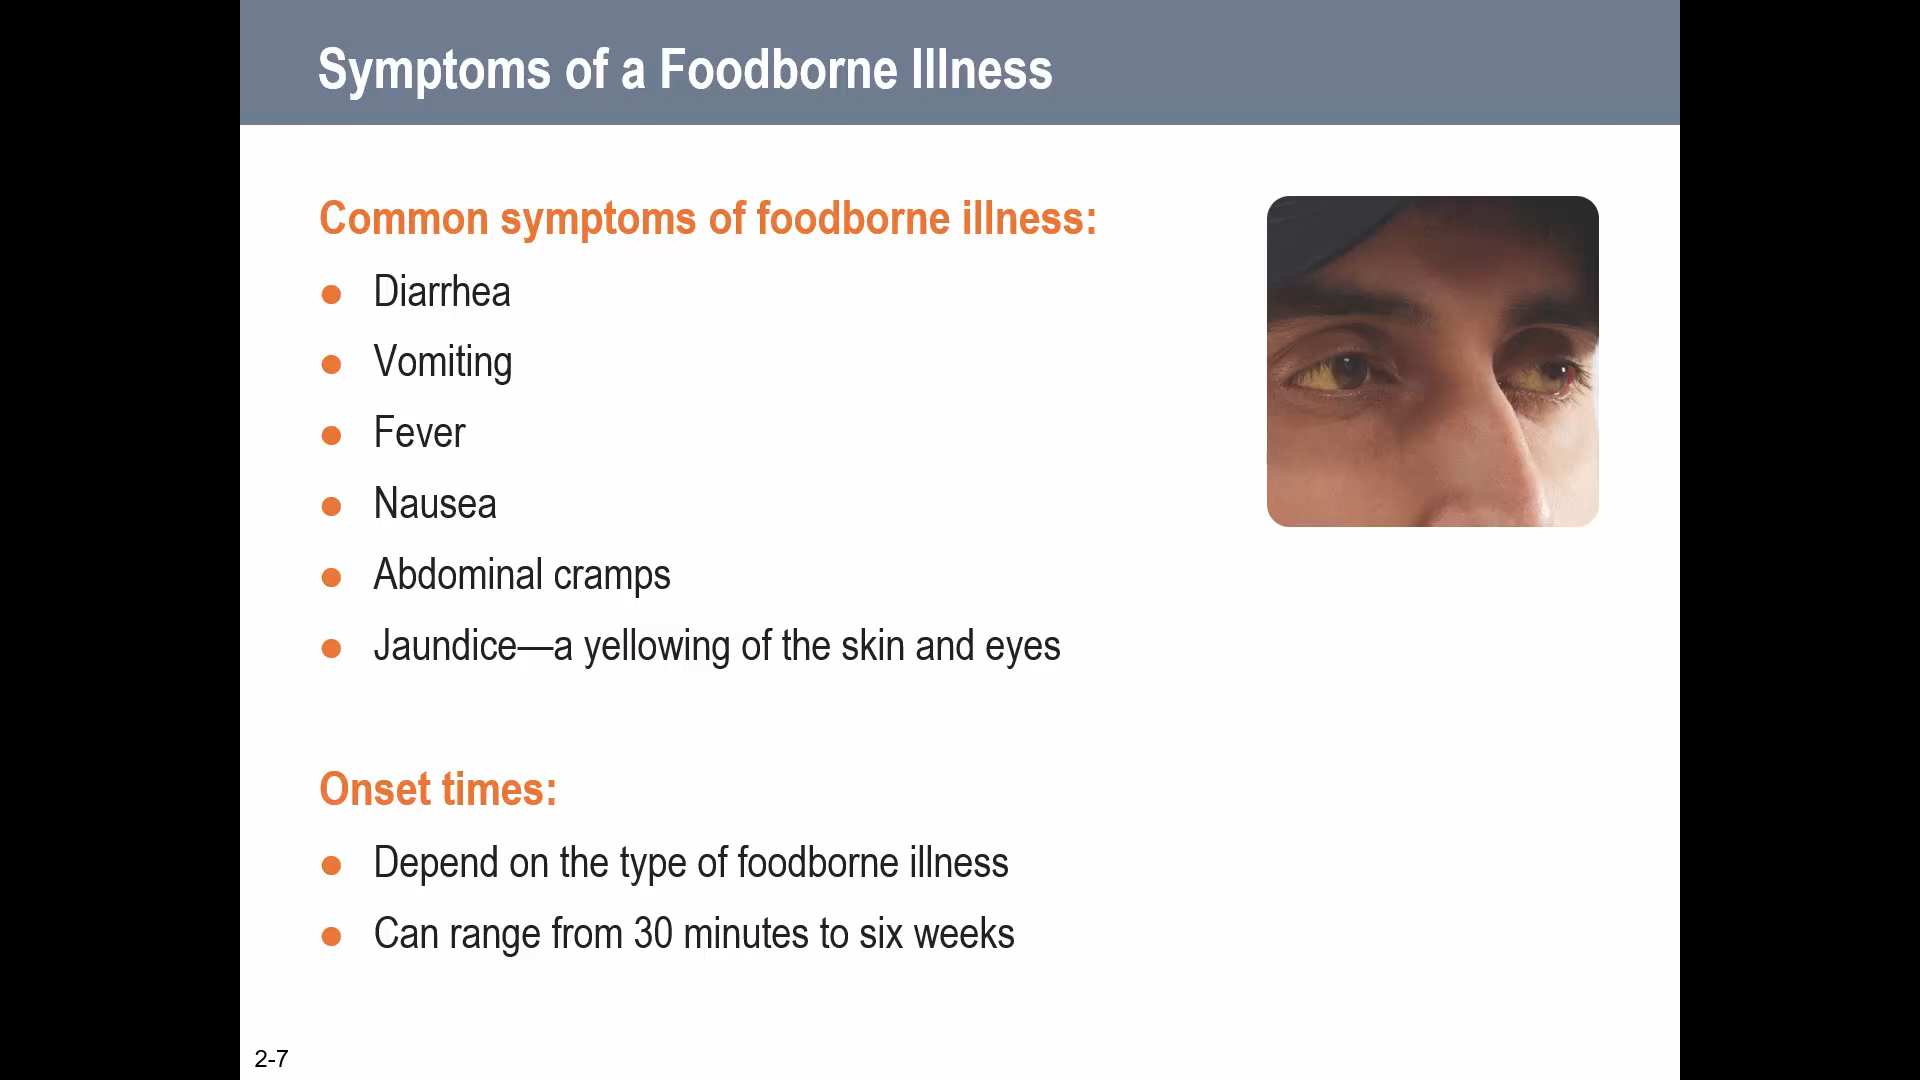 Symptoms of a Foodborne Illness
Common symptoms of foodborne illness:
● Diarrhea
● Vomiting
● Fever
● Nausea
● Abdominal cramps
● Jaundice—a yellowing of the skin and eyes
Onset times:
● Depend on the type of foodborne illness
● Can range from 30 minutes to six weeks
2-7